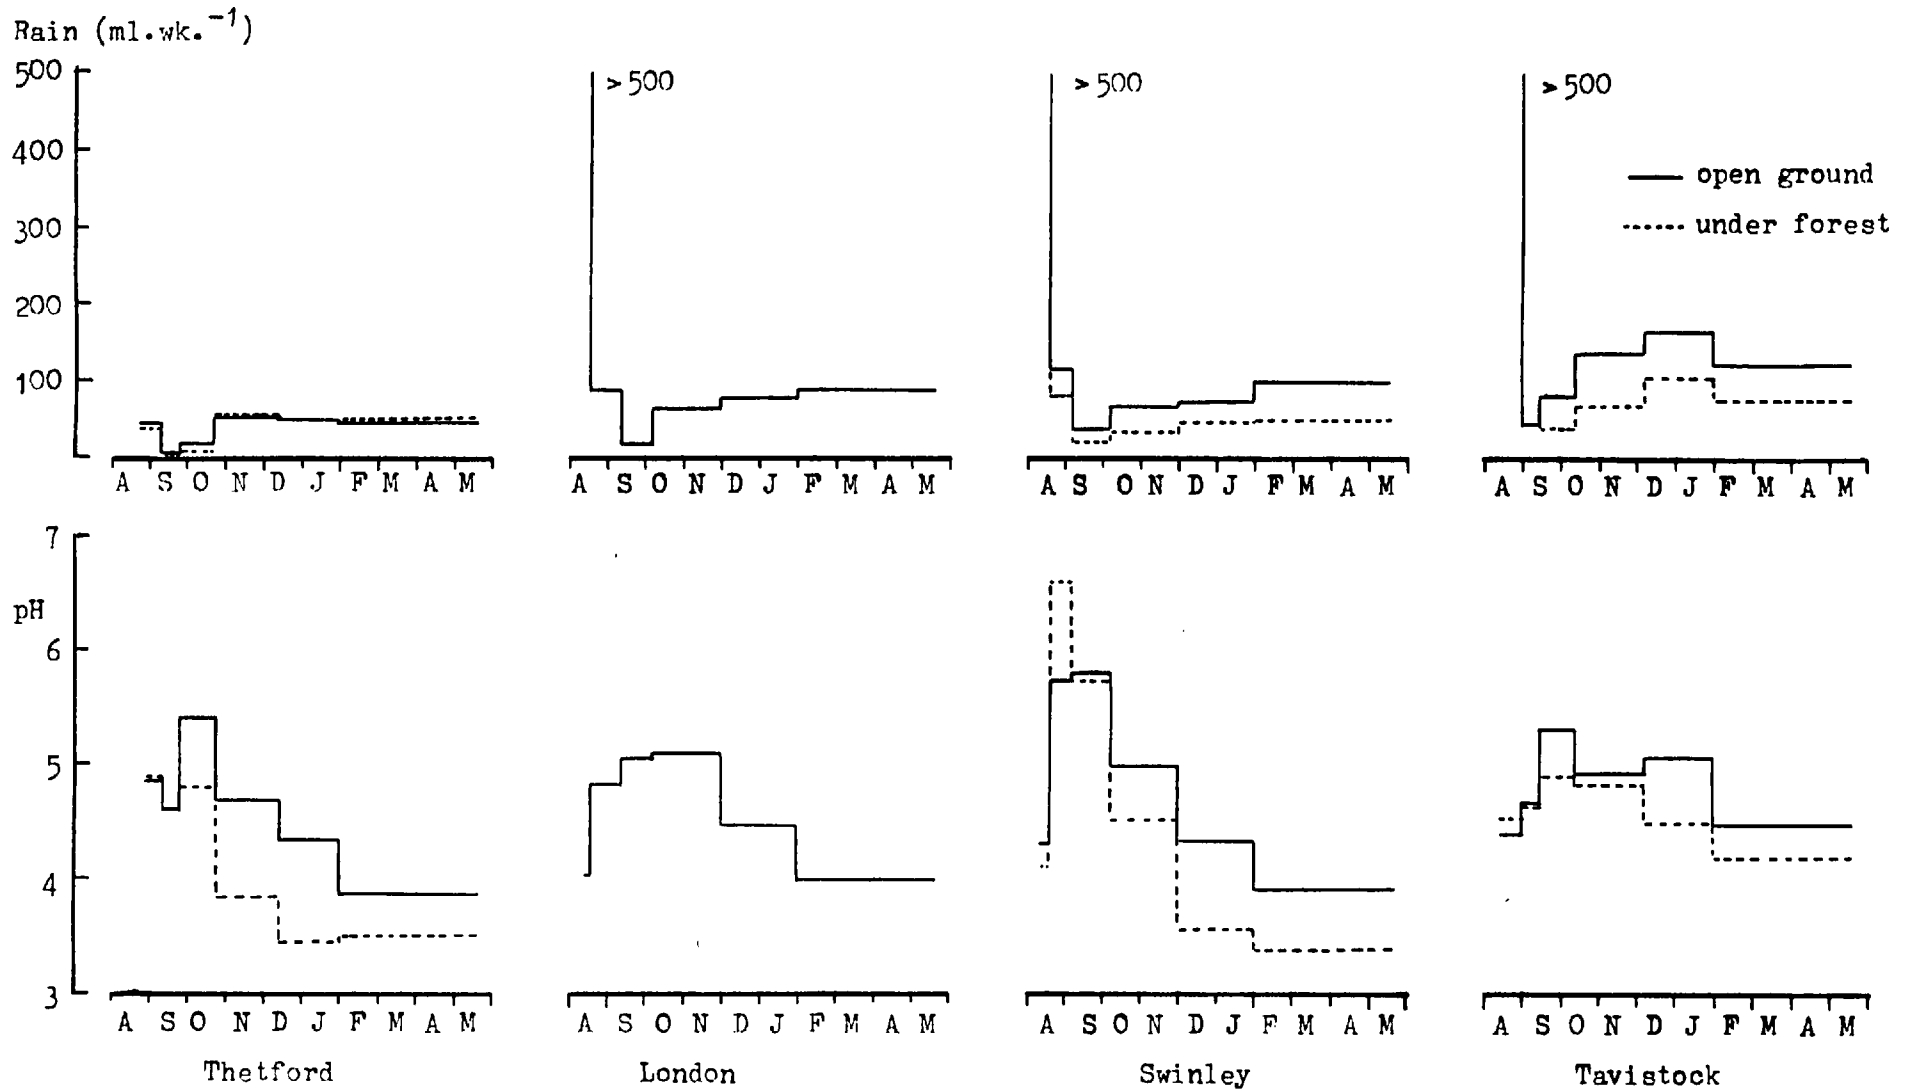 Rain (ml.wk.⁻¹)
500
400
300
200
100
> 500
> 500
> 500
open ground
under forest
A S O N D J F M A M
A S O N D J F M A M
A S O N D J F M A M
A S O N D J F M A M
pH
7
6
5
4
3
A S O N D J F M A M
A S O N D J F M A M
A S O N D J F M A M
A S O N D J F M A M
Thetford
London
Swinley
Tavistock